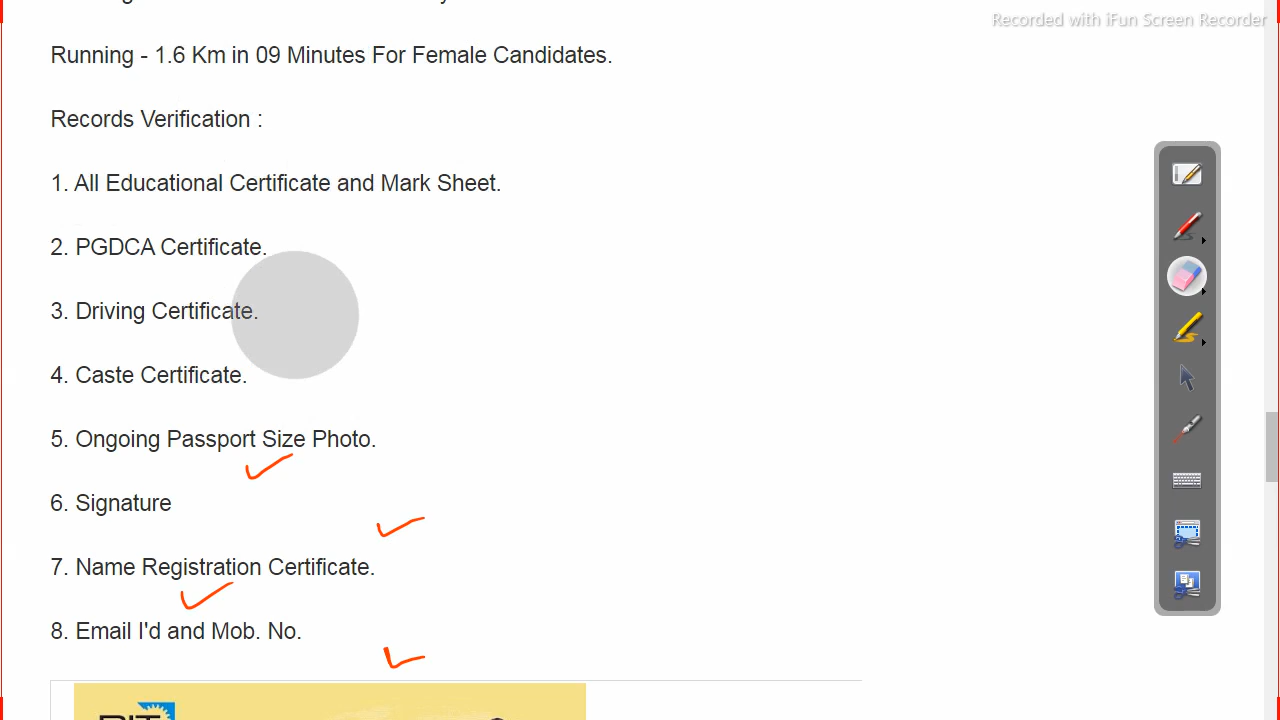 Recorded with iFun Screen Recorder
Running - 1.6 Km in 09 Minutes For Female Candidates.
Records Verification :
1. All Educational Certificate and Mark Sheet.
2. PGDCA Certificate.
3. Driving Certificate.
4. Caste Certificate.
5. Ongoing Passport Size Photo.
6. Signature
7. Name Registration Certificate.
8. Email I'd and Mob. No.